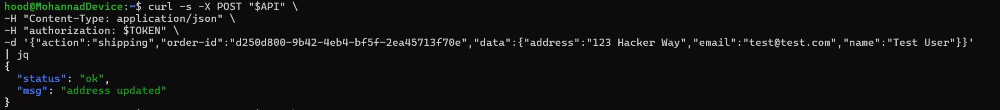 hood@MohannadDevice:~$ curl -s -X POST "$API" \
-H "Content-Type: application/json" \
-H "authorization: $TOKEN" \
-d '{"action":"shipping","order-id":"d250d800-9b42-4eb4-bf5f-2ea45713f70e","data":{"address":"123 Hacker Way","email":"test@test.com","name":"Test User"}}'
| jq
{
  "status": "ok",
  "msg": "address updated"
}